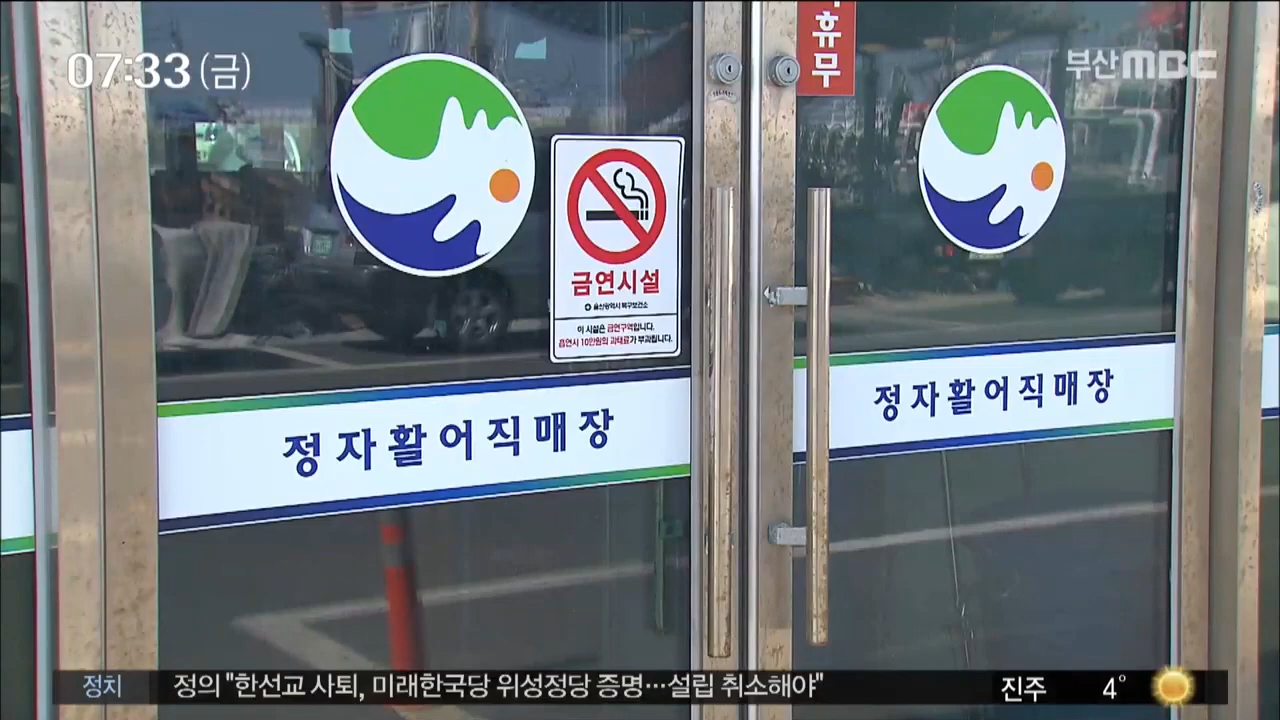 07:33(금)
부산MBC
휴무
금연시설
울산광역시 북구보건소
이 시설은 금연구역입니다.
흡연시 10만원의 과태료가 부과됩니다.
정자활어직매장
정자활어직매장
정치 정의 "한선교 사퇴, 미래한국당 위성정당 증명…설립 취소해야" 진주 4°